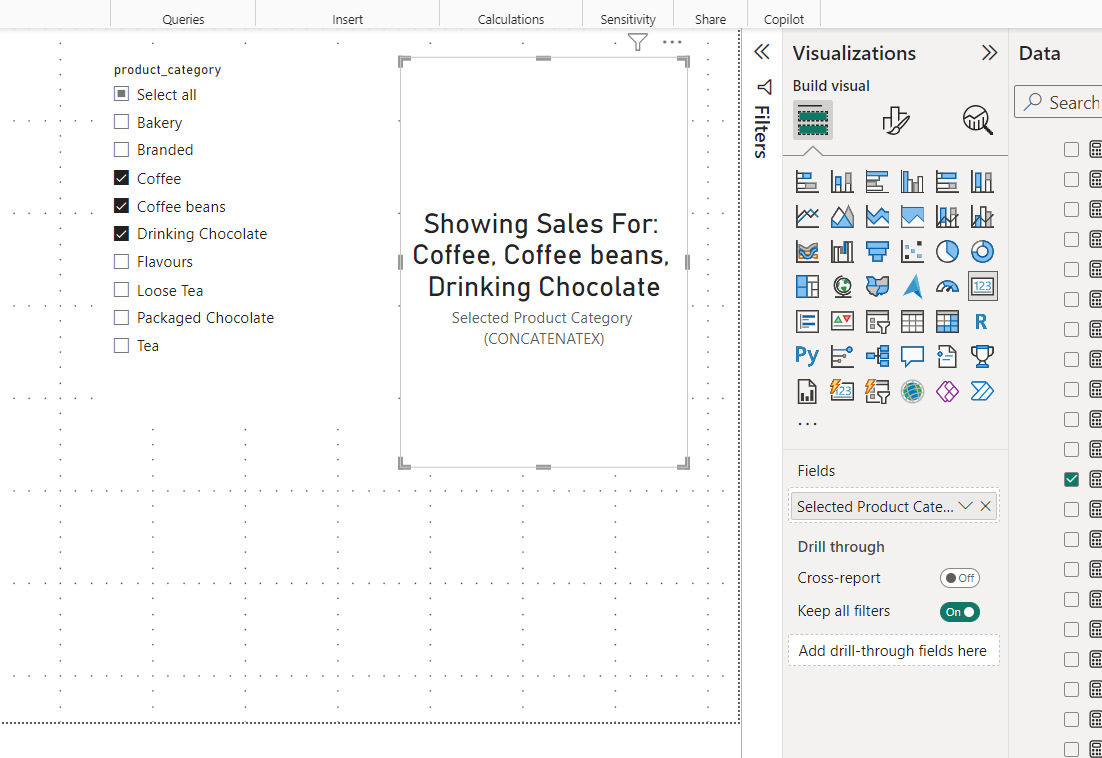 Queries
Insert
Calculations
Sensitivity
Share
Copilot
product_category
Select all
Bakery
Branded
Coffee
Coffee beans
Drinking Chocolate
Flavours
Loose Tea
Packaged Chocolate
Tea
Showing Sales For:
Coffee, Coffee beans,
Drinking Chocolate
Selected Product Category
(CONCATENATEX)
Filters
Visualizations
Build visual
123
R
Py
123
Fields
Selected Product Cate...
Drill through
Cross-report
Off
Keep all filters
On
Add drill-through fields here
Data
Search